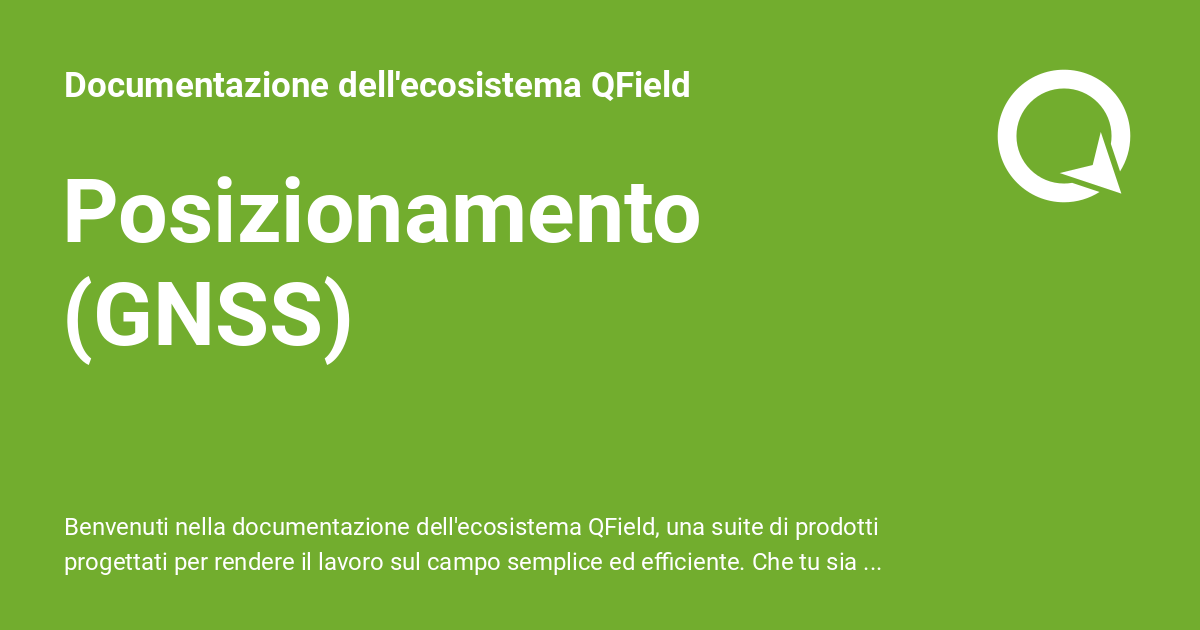 Documentazione dell'ecosistema QField
Posizionamento
(GNSS)
Benvenuti nella documentazione dell'ecosistema QField, una suite di prodotti
progettati per rendere il lavoro sul campo semplice ed efficiente. Che tu sia ...